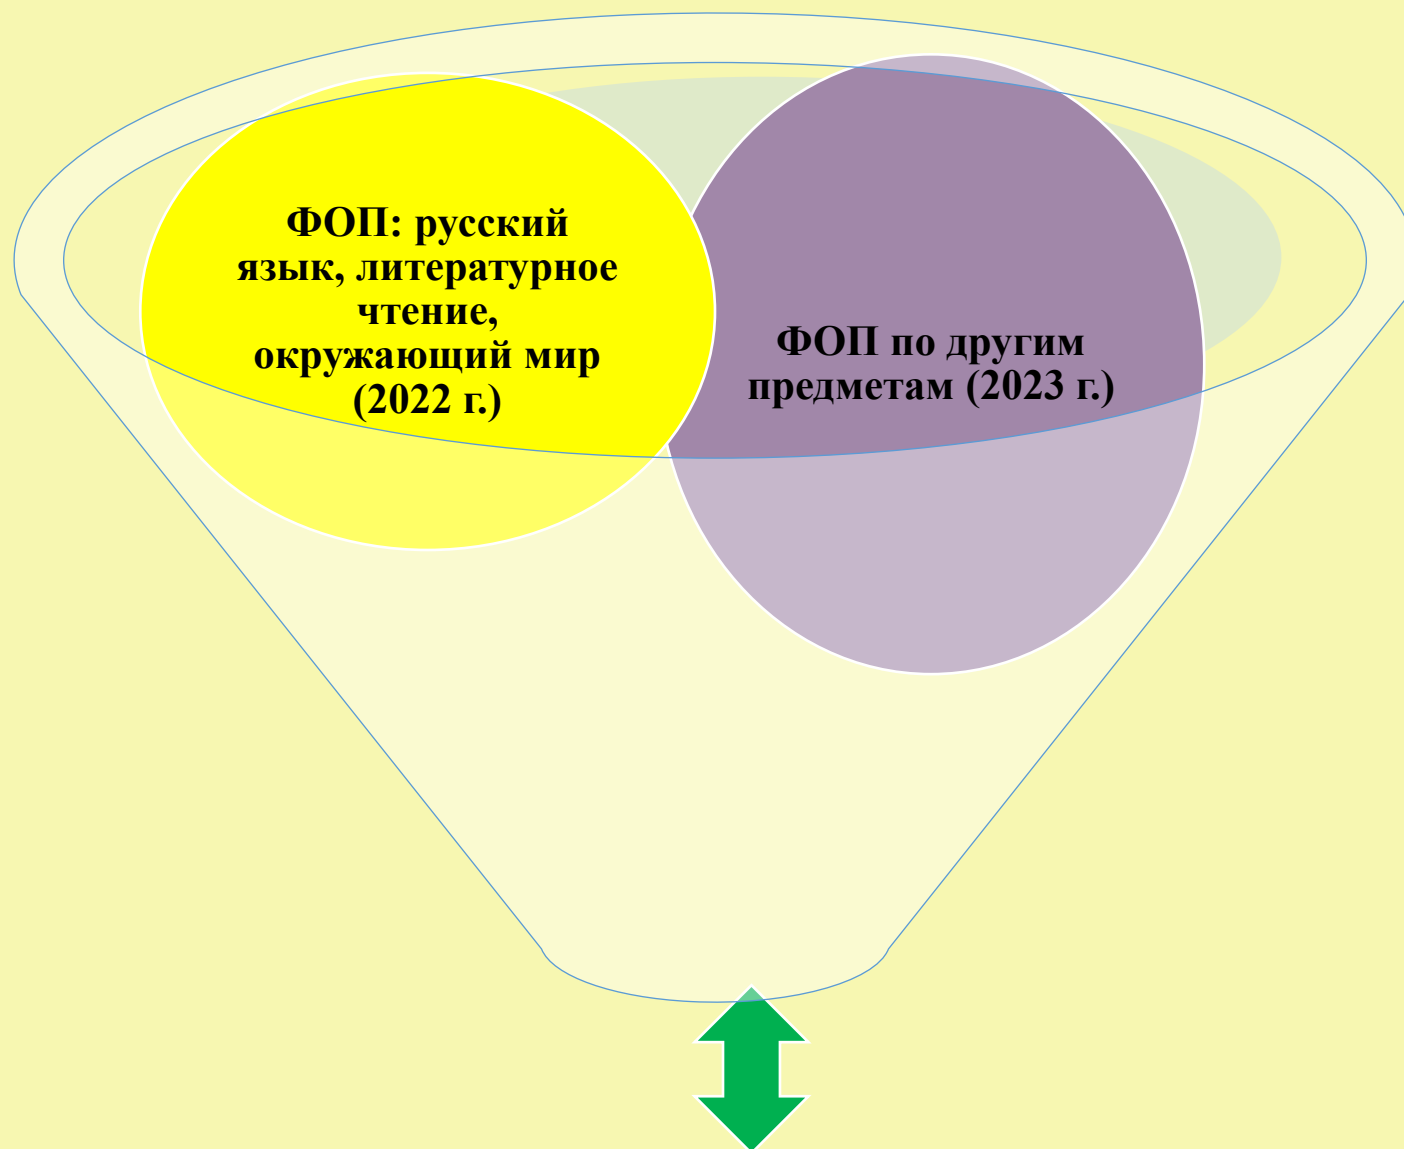 ФОП: русский
язык, литературное
чтение,
окружающий мир
(2022 г.)
ФОП по другим
предметам (2023 г.)